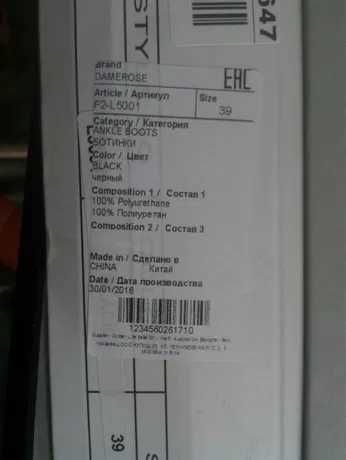 647
STY
Brand
DAMEROSE
EAC
Article / Артикул
Size
F2-L5001
39
Category / Категория
ANKLE BOOTS
БОТИНКИ
Color / Цвет
BLACK
черный
Composition 1 / Состав 1
100% Polyurethane
100% Полиуретан
Composition 2 / Состав 3
Made in / Сделано в
CHINA Китай
Date / Дата производства
30/01/2016
1234560261710
39